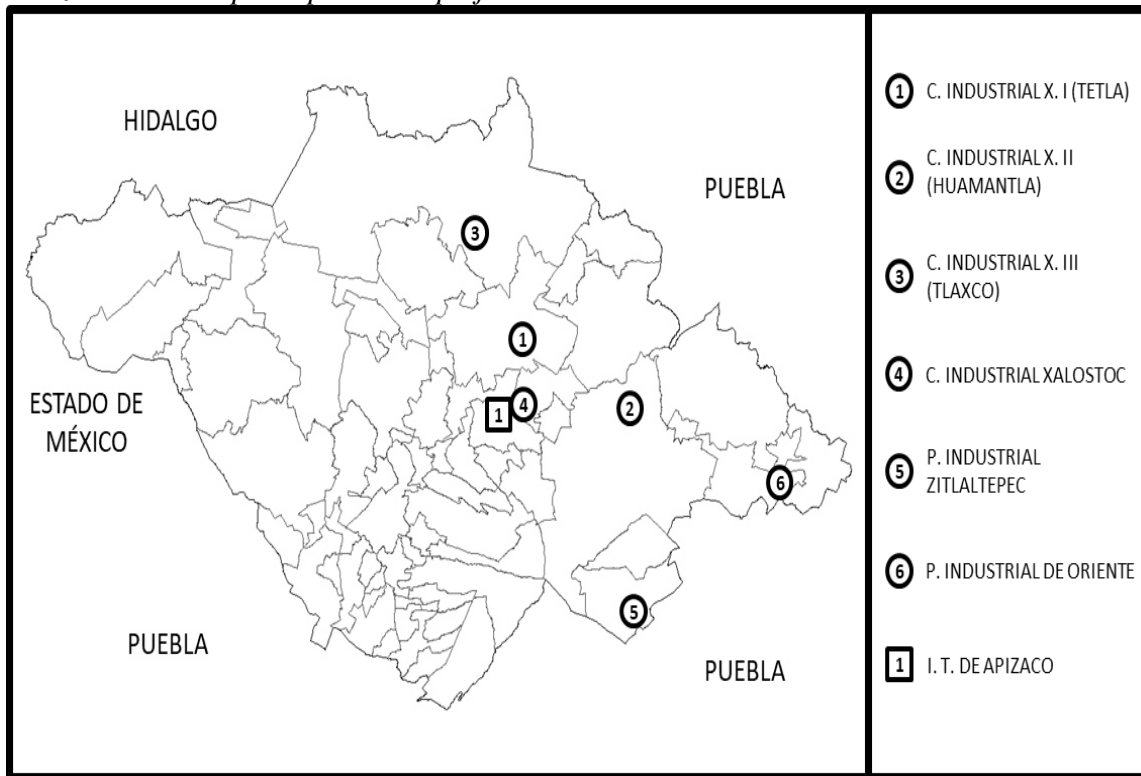 HIDALGO
PUEBLA
ESTADO DE
MÉXICO
PUEBLA
PUEBLA
3
1
4
1
2
6
5
1 C. INDUSTRIAL X. I (TETLA)
2 C. INDUSTRIAL X. II
(HUAMANTLA)
3 C. INDUSTRIAL X. III
(TLAXCO)
4 C. INDUSTRIAL XALOSTOC
5 P. INDUSTRIAL
ZITLALTEPEC
6 P. INDUSTRIAL DE ORIENTE
1 I. T. DE APIZACO